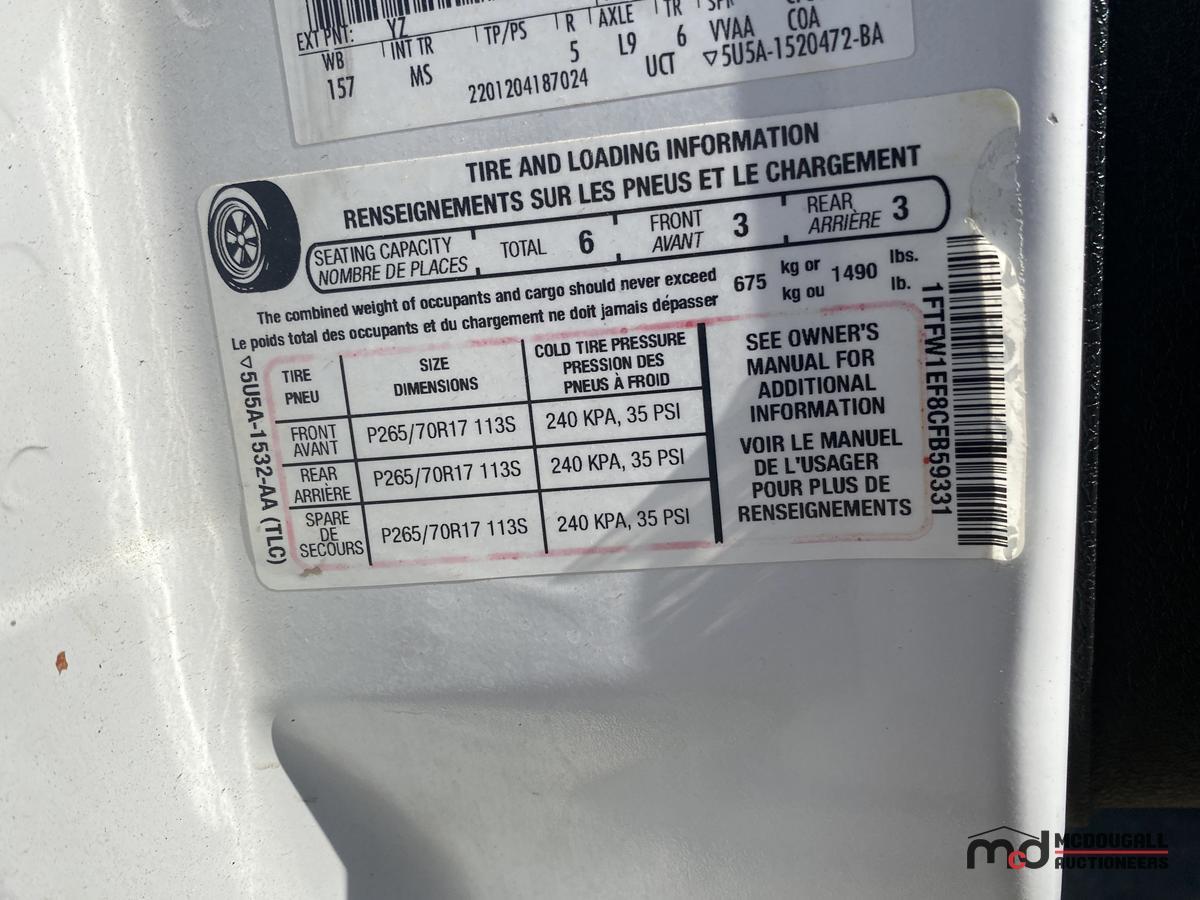 EXT PNT: YZ
WB INT TR TP/PS R AXLE TR SPR
157 MS 5 L9 6 VVAA COA
2201204187024 UCT ▽5U5A-1520472-BA
TIRE AND LOADING INFORMATION
RENSEIGNEMENTS SUR LES PNEUS ET LE CHARGEMENT
SEATING CAPACITY TOTAL 6 FRONT 3 REAR 3
NOMBRE DE PLACES AVANT ARRIÈRE
The combined weight of occupants and cargo should never exceed 675 kg or 1490 lbs.
Le poids total des occupants et du chargement ne doit jamais dépasser kg ou lb.
TIRE SIZE COLD TIRE PRESSURE
PNEU DIMENSIONS PRESSION DES
PNEUS À FROID
FRONT P265/70R17 113S 240 KPA, 35 PSI
AVANT
REAR P265/70R17 113S 240 KPA, 35 PSI
ARRIÈRE
SPARE P265/70R17 113S 240 KPA, 35 PSI
DE
SECOURS
SEE OWNER'S
MANUAL FOR
ADDITIONAL
INFORMATION
VOIR LE MANUEL
DE L'USAGER
POUR PLUS DE
RENSEIGNEMENTS
▽5U5A-1532-AA (TLC)
1FTFW1EF8CFB59331
mcd MCDOUGALL
AUCTIONEERS